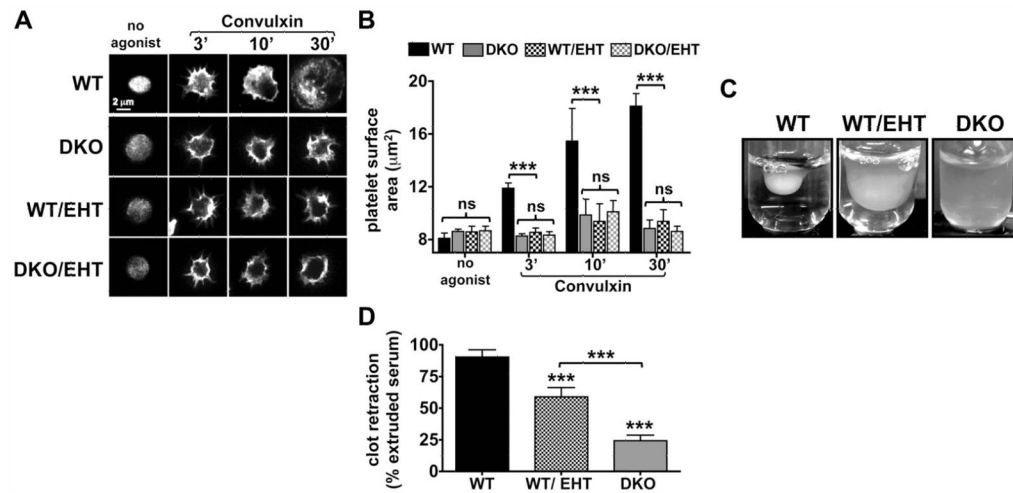 A
no
agonist
Convulxin
3' 10' 30'
WT
2 μm
DKO
WT/EHT
DKO/EHT
B
WT DKO WT/EHT DKO/EHT
platelet surface
area (μm²)
20
16
12
8
ns
***
ns
***
ns
***
ns
no
agonist
3' 10' 30'
Convulxin
C
WT WT/EHT DKO
D
clot retraction
(% extruded serum)
100
75
50
25
0
***
***
***
WT WT/ EHT DKO